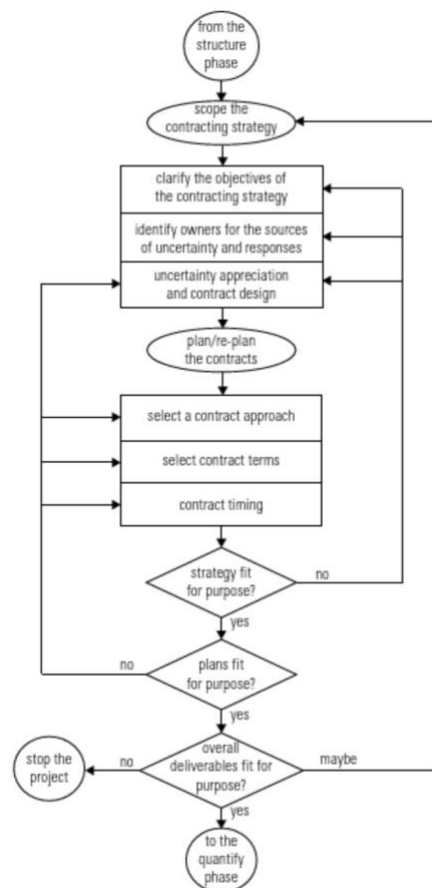 from the
structure
phase
scope the
contracting strategy
clarify the objectives of
the contracting strategy
identify owners for the sources
of uncertainty and responses
uncertainty appreciation
and contract design
plan/re-plan
the contracts
select a contract approach
select contract terms
contract timing
strategy fit
for purpose?
no
yes
no
plans fit
for purpose?
yes
stop the
project
no
overall
deliverables fit for
purpose?
maybe
yes
to the
quantify
phase